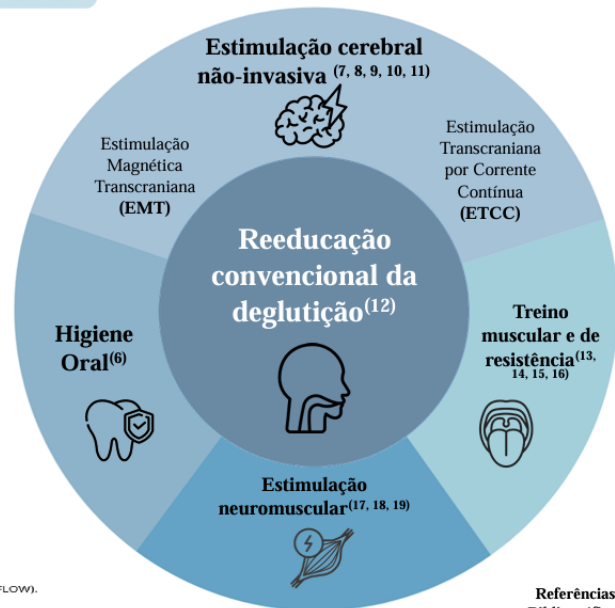 Estimulação cerebral
não-invasiva (7, 8, 9, 10, 11)
Estimulação
Magnética
Transcraniana
(EMT)
Estimulação
Transcraniana
por Corrente
Contínua
(ETCC)
Reeducação
convencional da
deglutição(12)
Higiene
Oral(6)
Treino
muscular e de
resistência(13,
14, 15, 16)
Estimulação
neuromuscular(17, 18, 19)
FLOW).
Referências